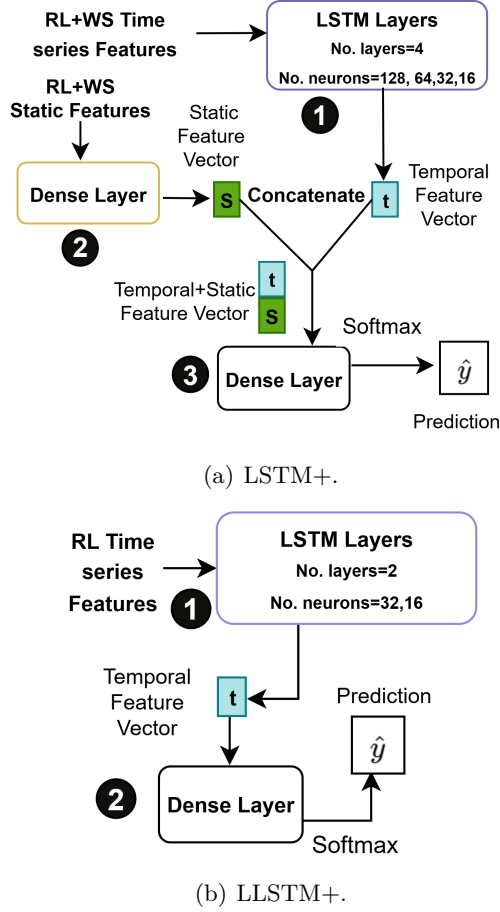 RL+WS Time
series Features
LSTM Layers
No. layers=4
No. neurons=128, 64,32,16
1
RL+WS
Static Features
Dense Layer
2
Static
Feature
Vector
S
Concatenate
t
Temporal
Feature
Vector
t
S
Temporal+Static
Feature Vector
3
Dense Layer
Softmax
ŷ
Prediction
(a) LSTM+.
RL Time
series
Features
1
LSTM Layers
No. layers=2
No. neurons=32,16
Temporal
Feature
Vector
t
2
Dense Layer
Softmax
Prediction
ŷ
(b) LLSTM+.